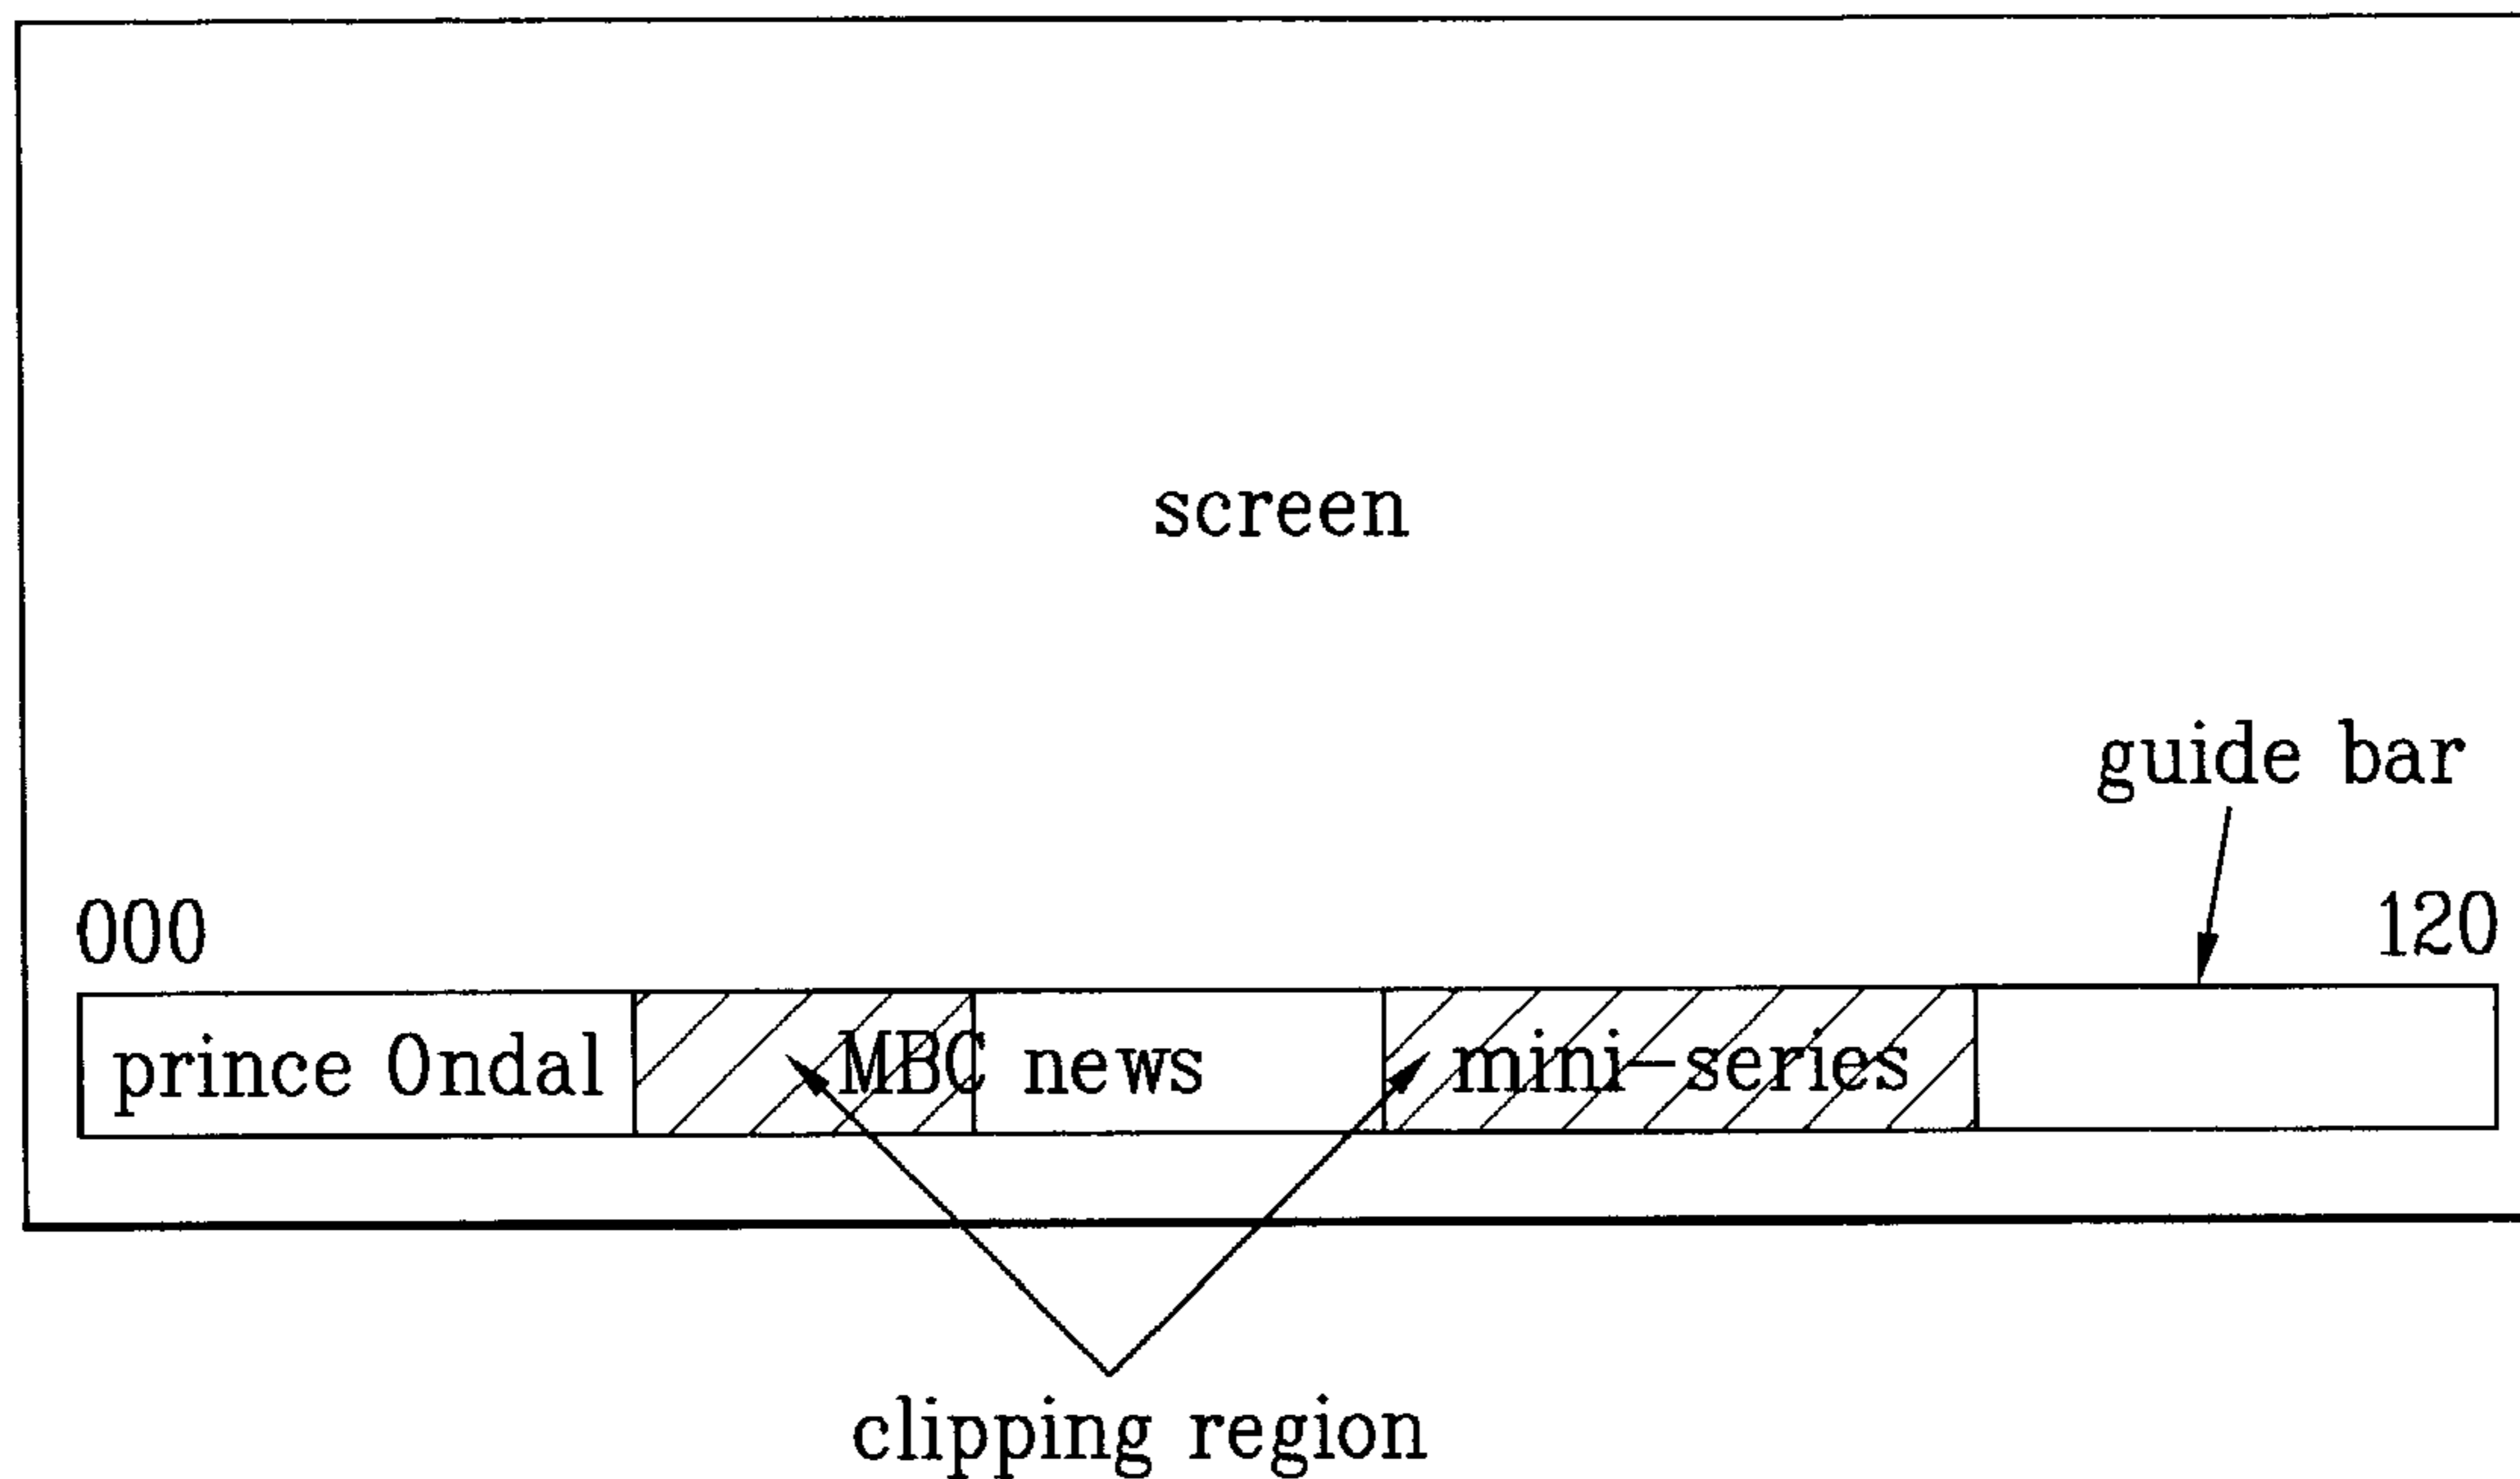 screen
guide bar
000 120
prince Ondal MBC news mini-series
clipping region